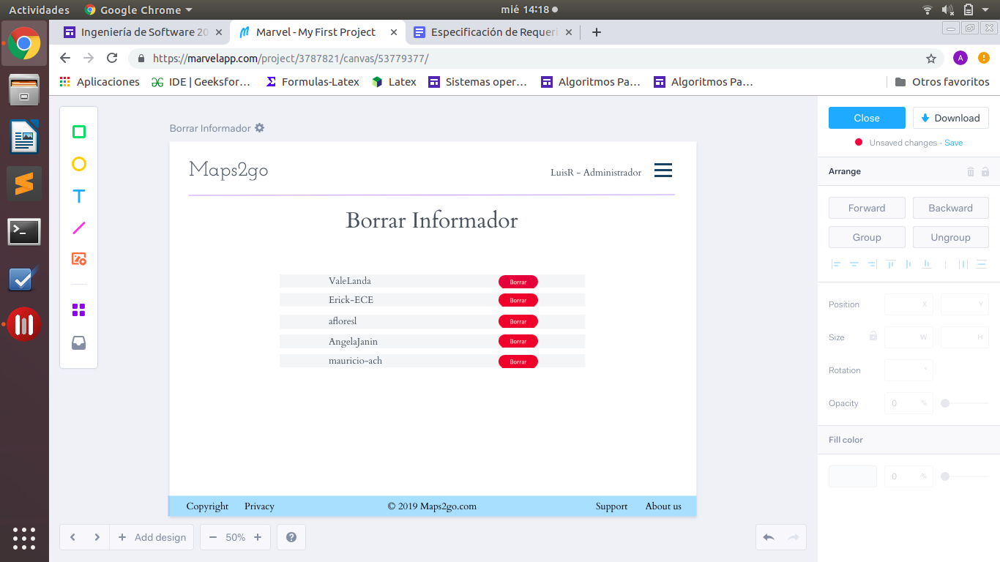 Actividades Google Chrome mié 14:18
Ingeniería de Software 20 Marvel - My First Project Especificación de Requeri
https://marvelapp.com/project/3787821/canvas/53779377/ A
Aplicaciones IDE | Geeksfor… Formulas-Latex Latex Sistemas oper… Algoritmos Pa… Algoritmos Pa… Otros favoritos
Close Download
Unsaved changes - Save
Borrar Informador
Maps2go
LuisR - Administrador
Borrar Informador
ValeLanda Borrar
Erick-ECE Borrar
afloresl Borrar
AngelaJanin Borrar
mauricio-ach Borrar
Copyright Privacy © 2019 Maps2go.com Support About us
Add design 50%
Arrange
Forward Backward
Group Ungroup
Position X Y
Size W H
Rotation °
Opacity 0 %
Fill color
0 %